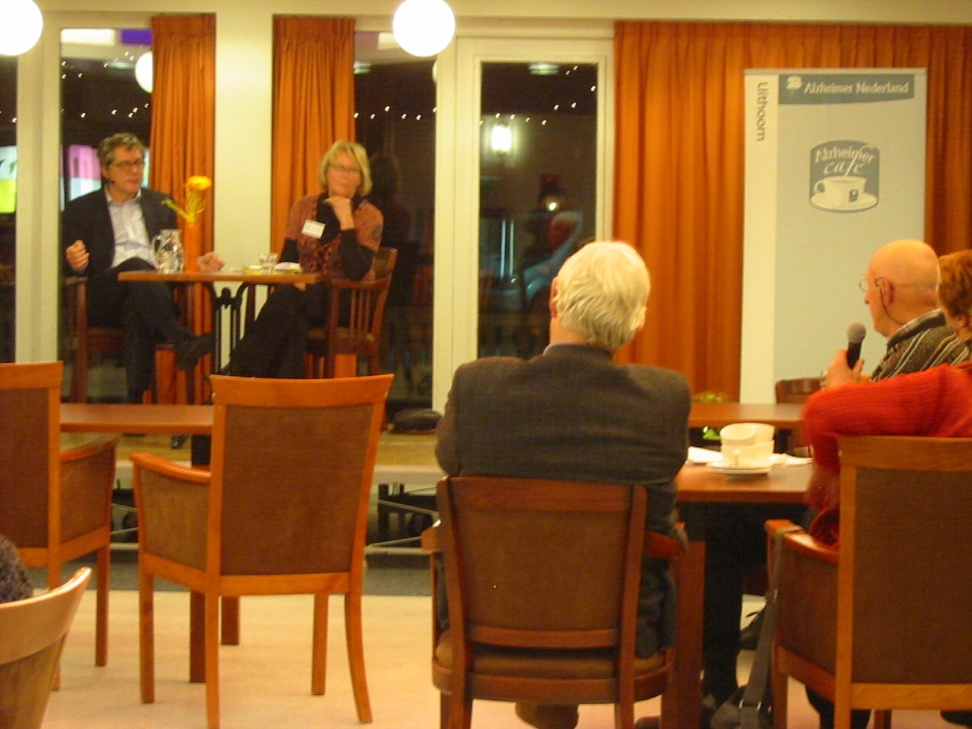 Uithoorn
Alzheimer Nederland
Alzheimer
café